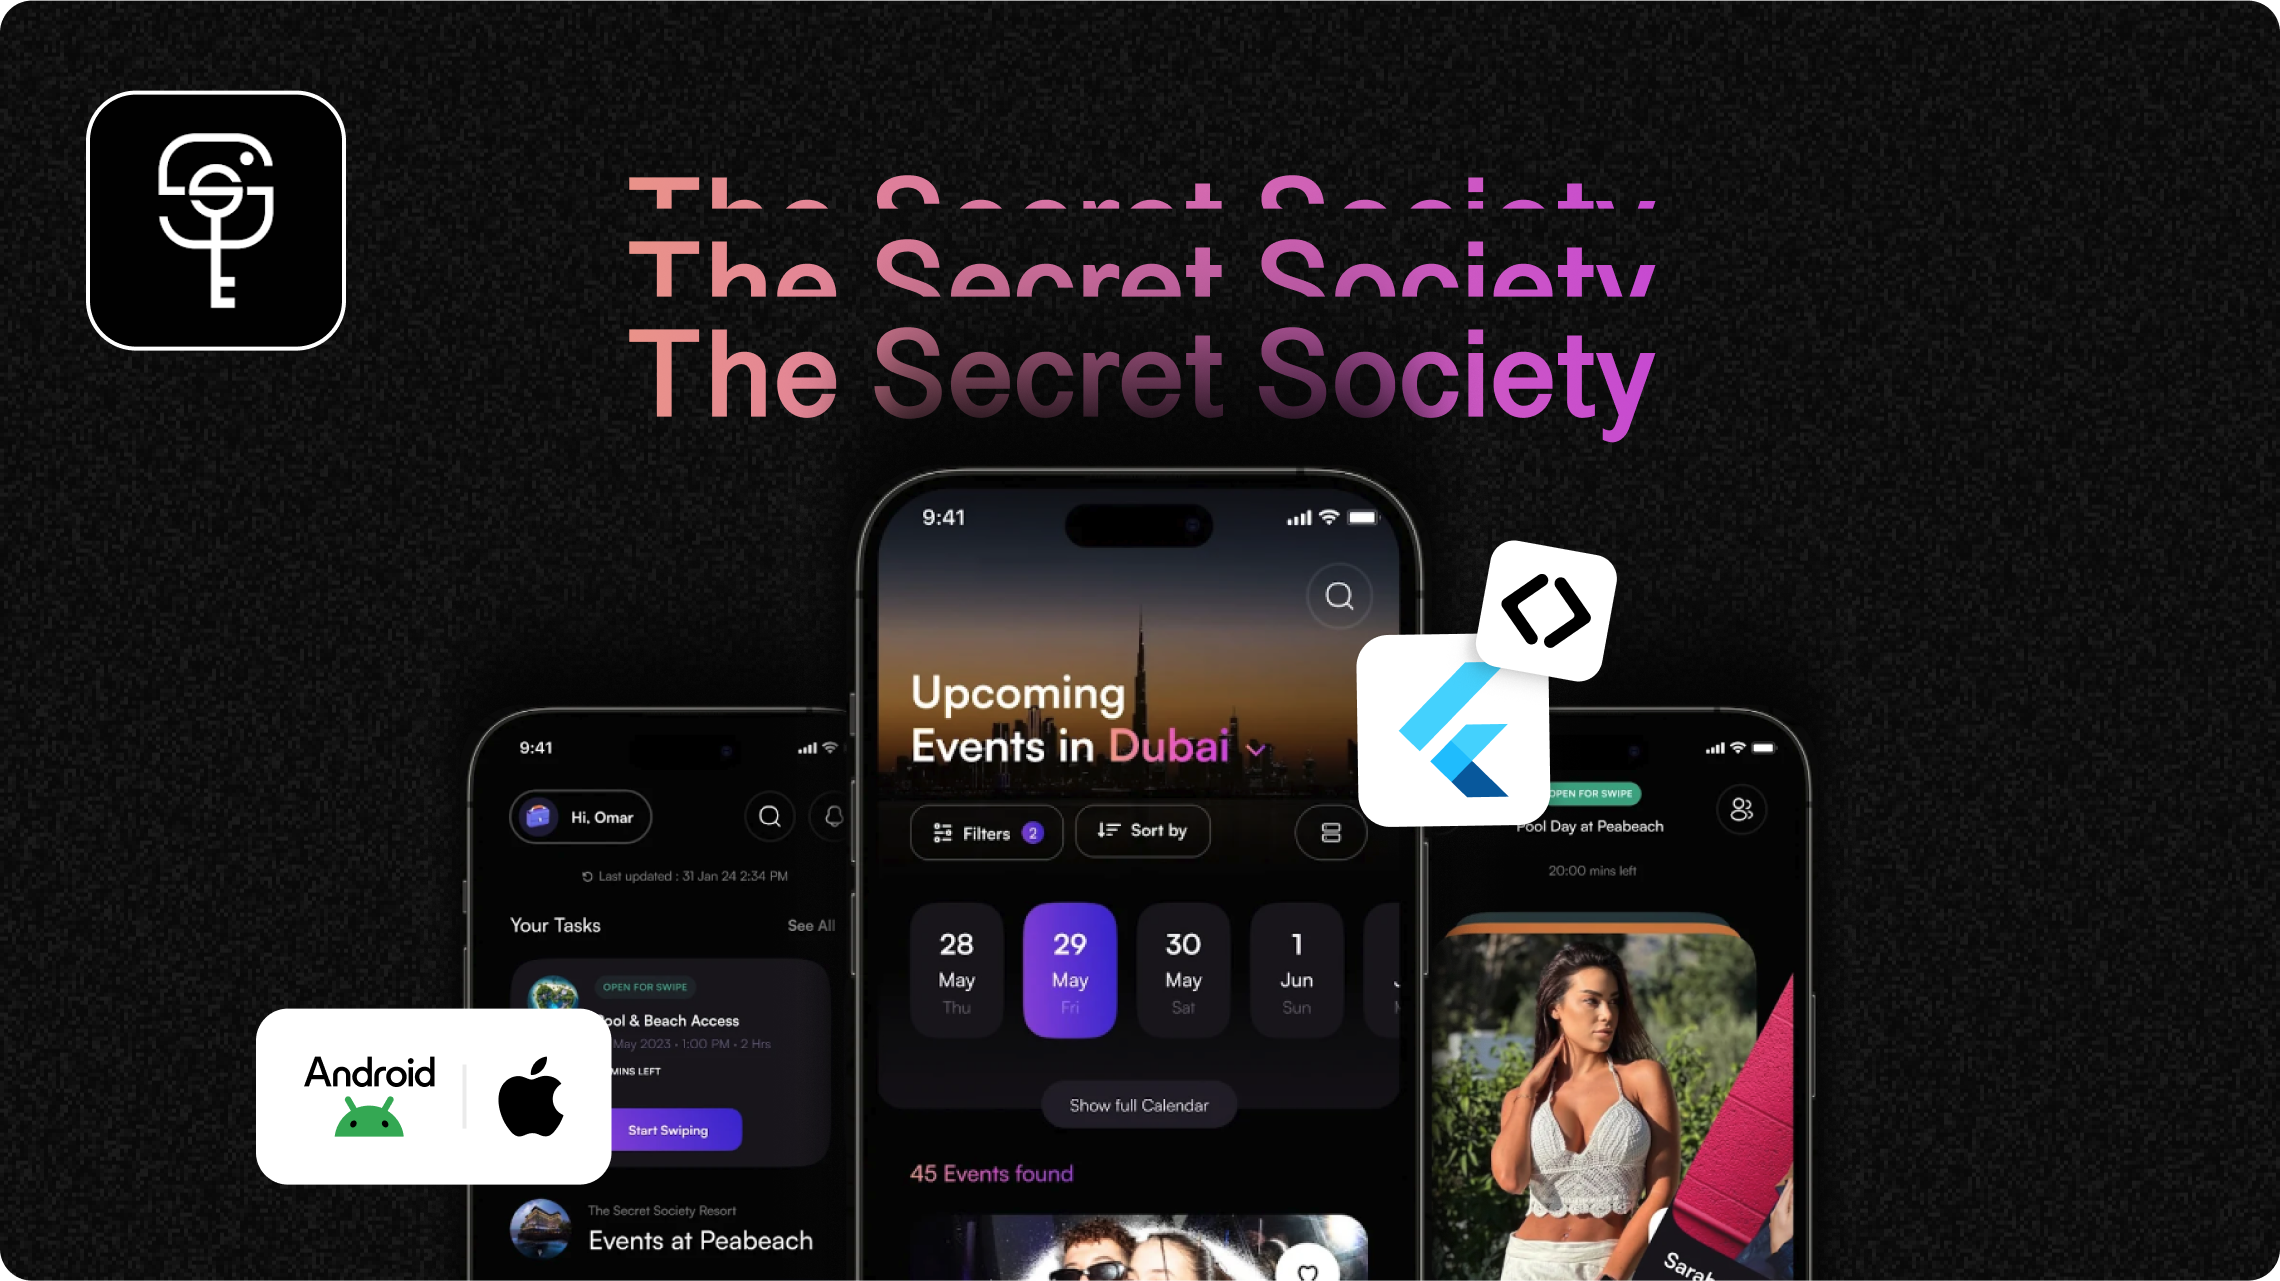 The Secret Society
The Secret Society
The Secret Society
9:41
Upcoming
Events in Dubai
Filters 2
Sort by
28
May
Thu
29
May
Fri
30
May
Sat
1
Jun
Sun
Show full Calendar
45 Events found
9:41
Hi, Omar
Last updated : 31 Jan 24 2:34 PM
Your Tasks
See All
OPEN FOR SWIPE
ool & Beach Access
May 2023 • 1:00 PM • 2 Hrs
MINS LEFT
Start Swiping
The Secret Society Resort
Events at Peabeach
Android
OPEN FOR SWIPE
Pool Day at Peabeach
20:00 mins left
Sarah